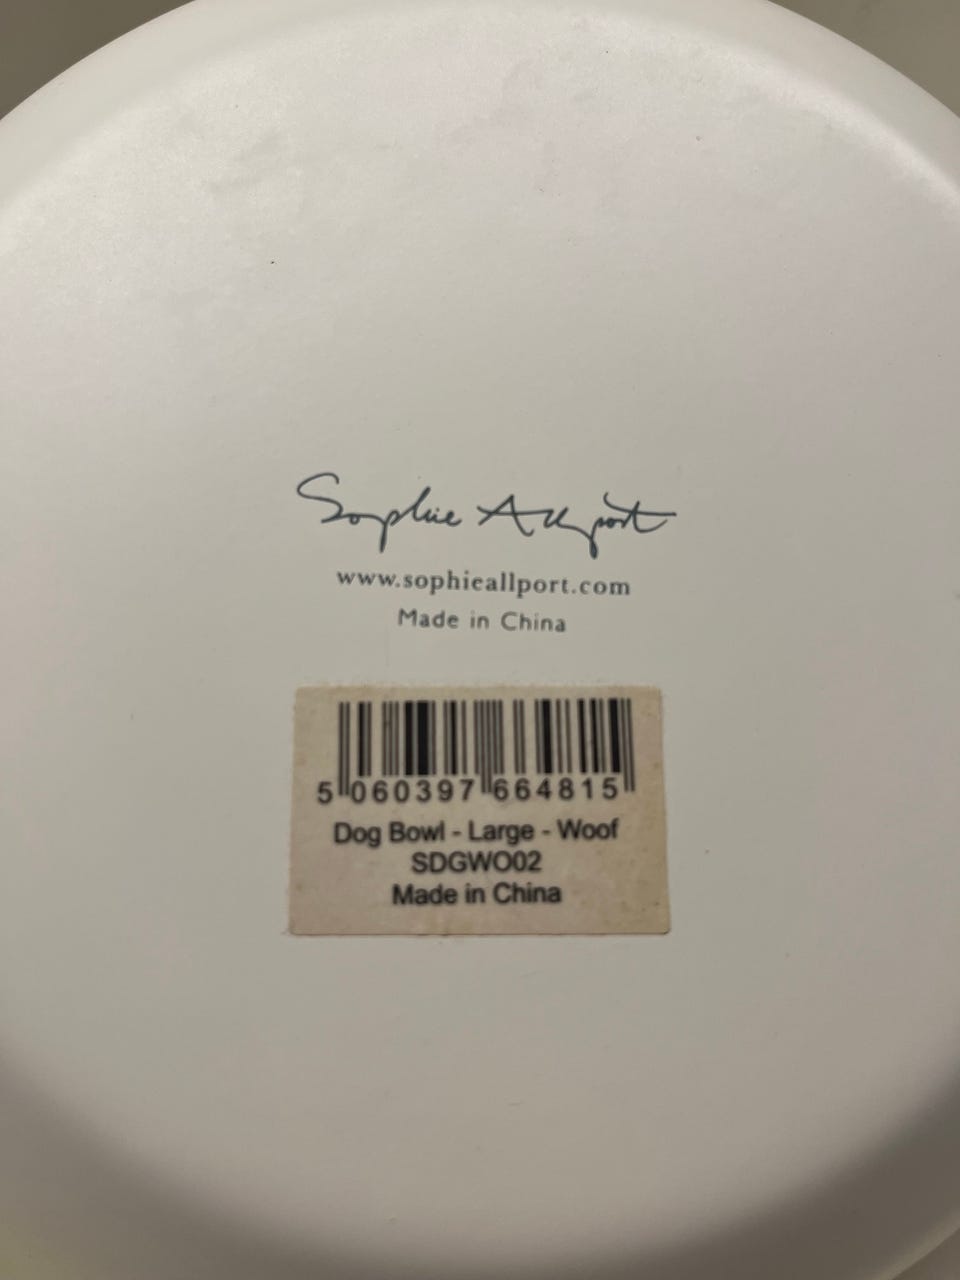 Sophie Allport
www.sophieallport.com
Made in China
5 060397 664815
Dog Bowl - Large - Woof
SDGWO02
Made in China